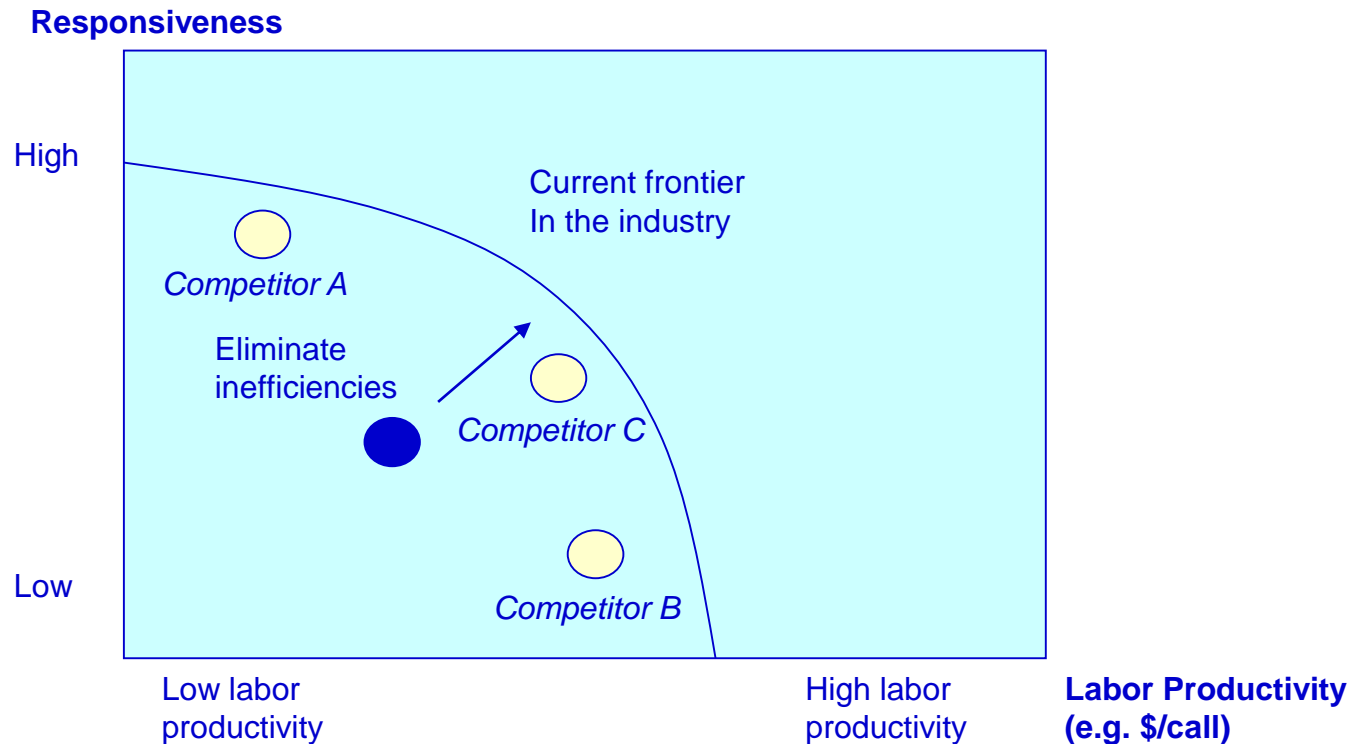 Responsiveness
High
Current frontier
In the industry
Competitor A
Eliminate
inefficiencies
Competitor C
Low
Competitor B
Low labor
productivity
High labor
productivity
Labor Productivity
(e.g. $/call)